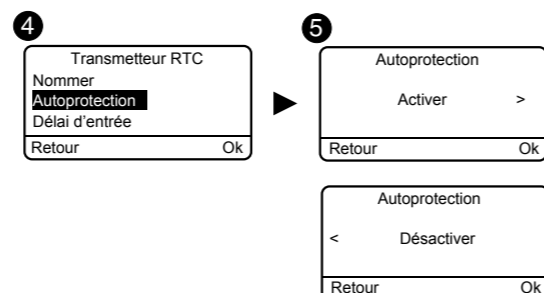 4
Transmetteur RTC
Nommer
Autoprotection
Délai d'entrée
Retour Ok
5
Autoprotection
Activer >
Retour Ok
Autoprotection
< Désactiver
Retour Ok